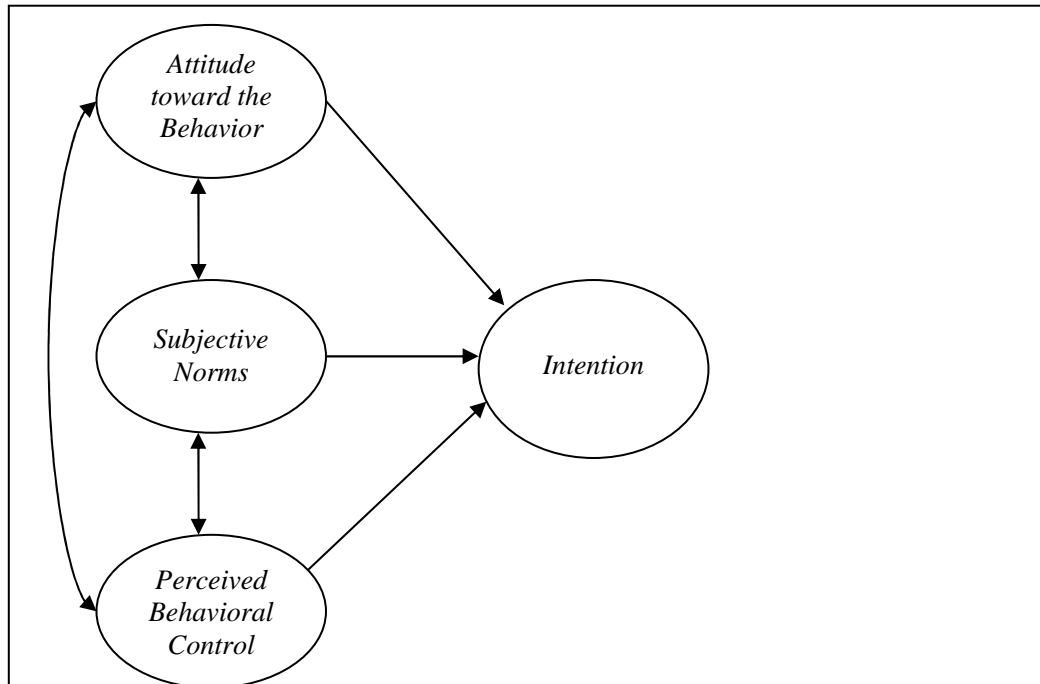 Attitude
toward the
Behavior
Subjective
Norms
Intention
Perceived
Behavioral
Control